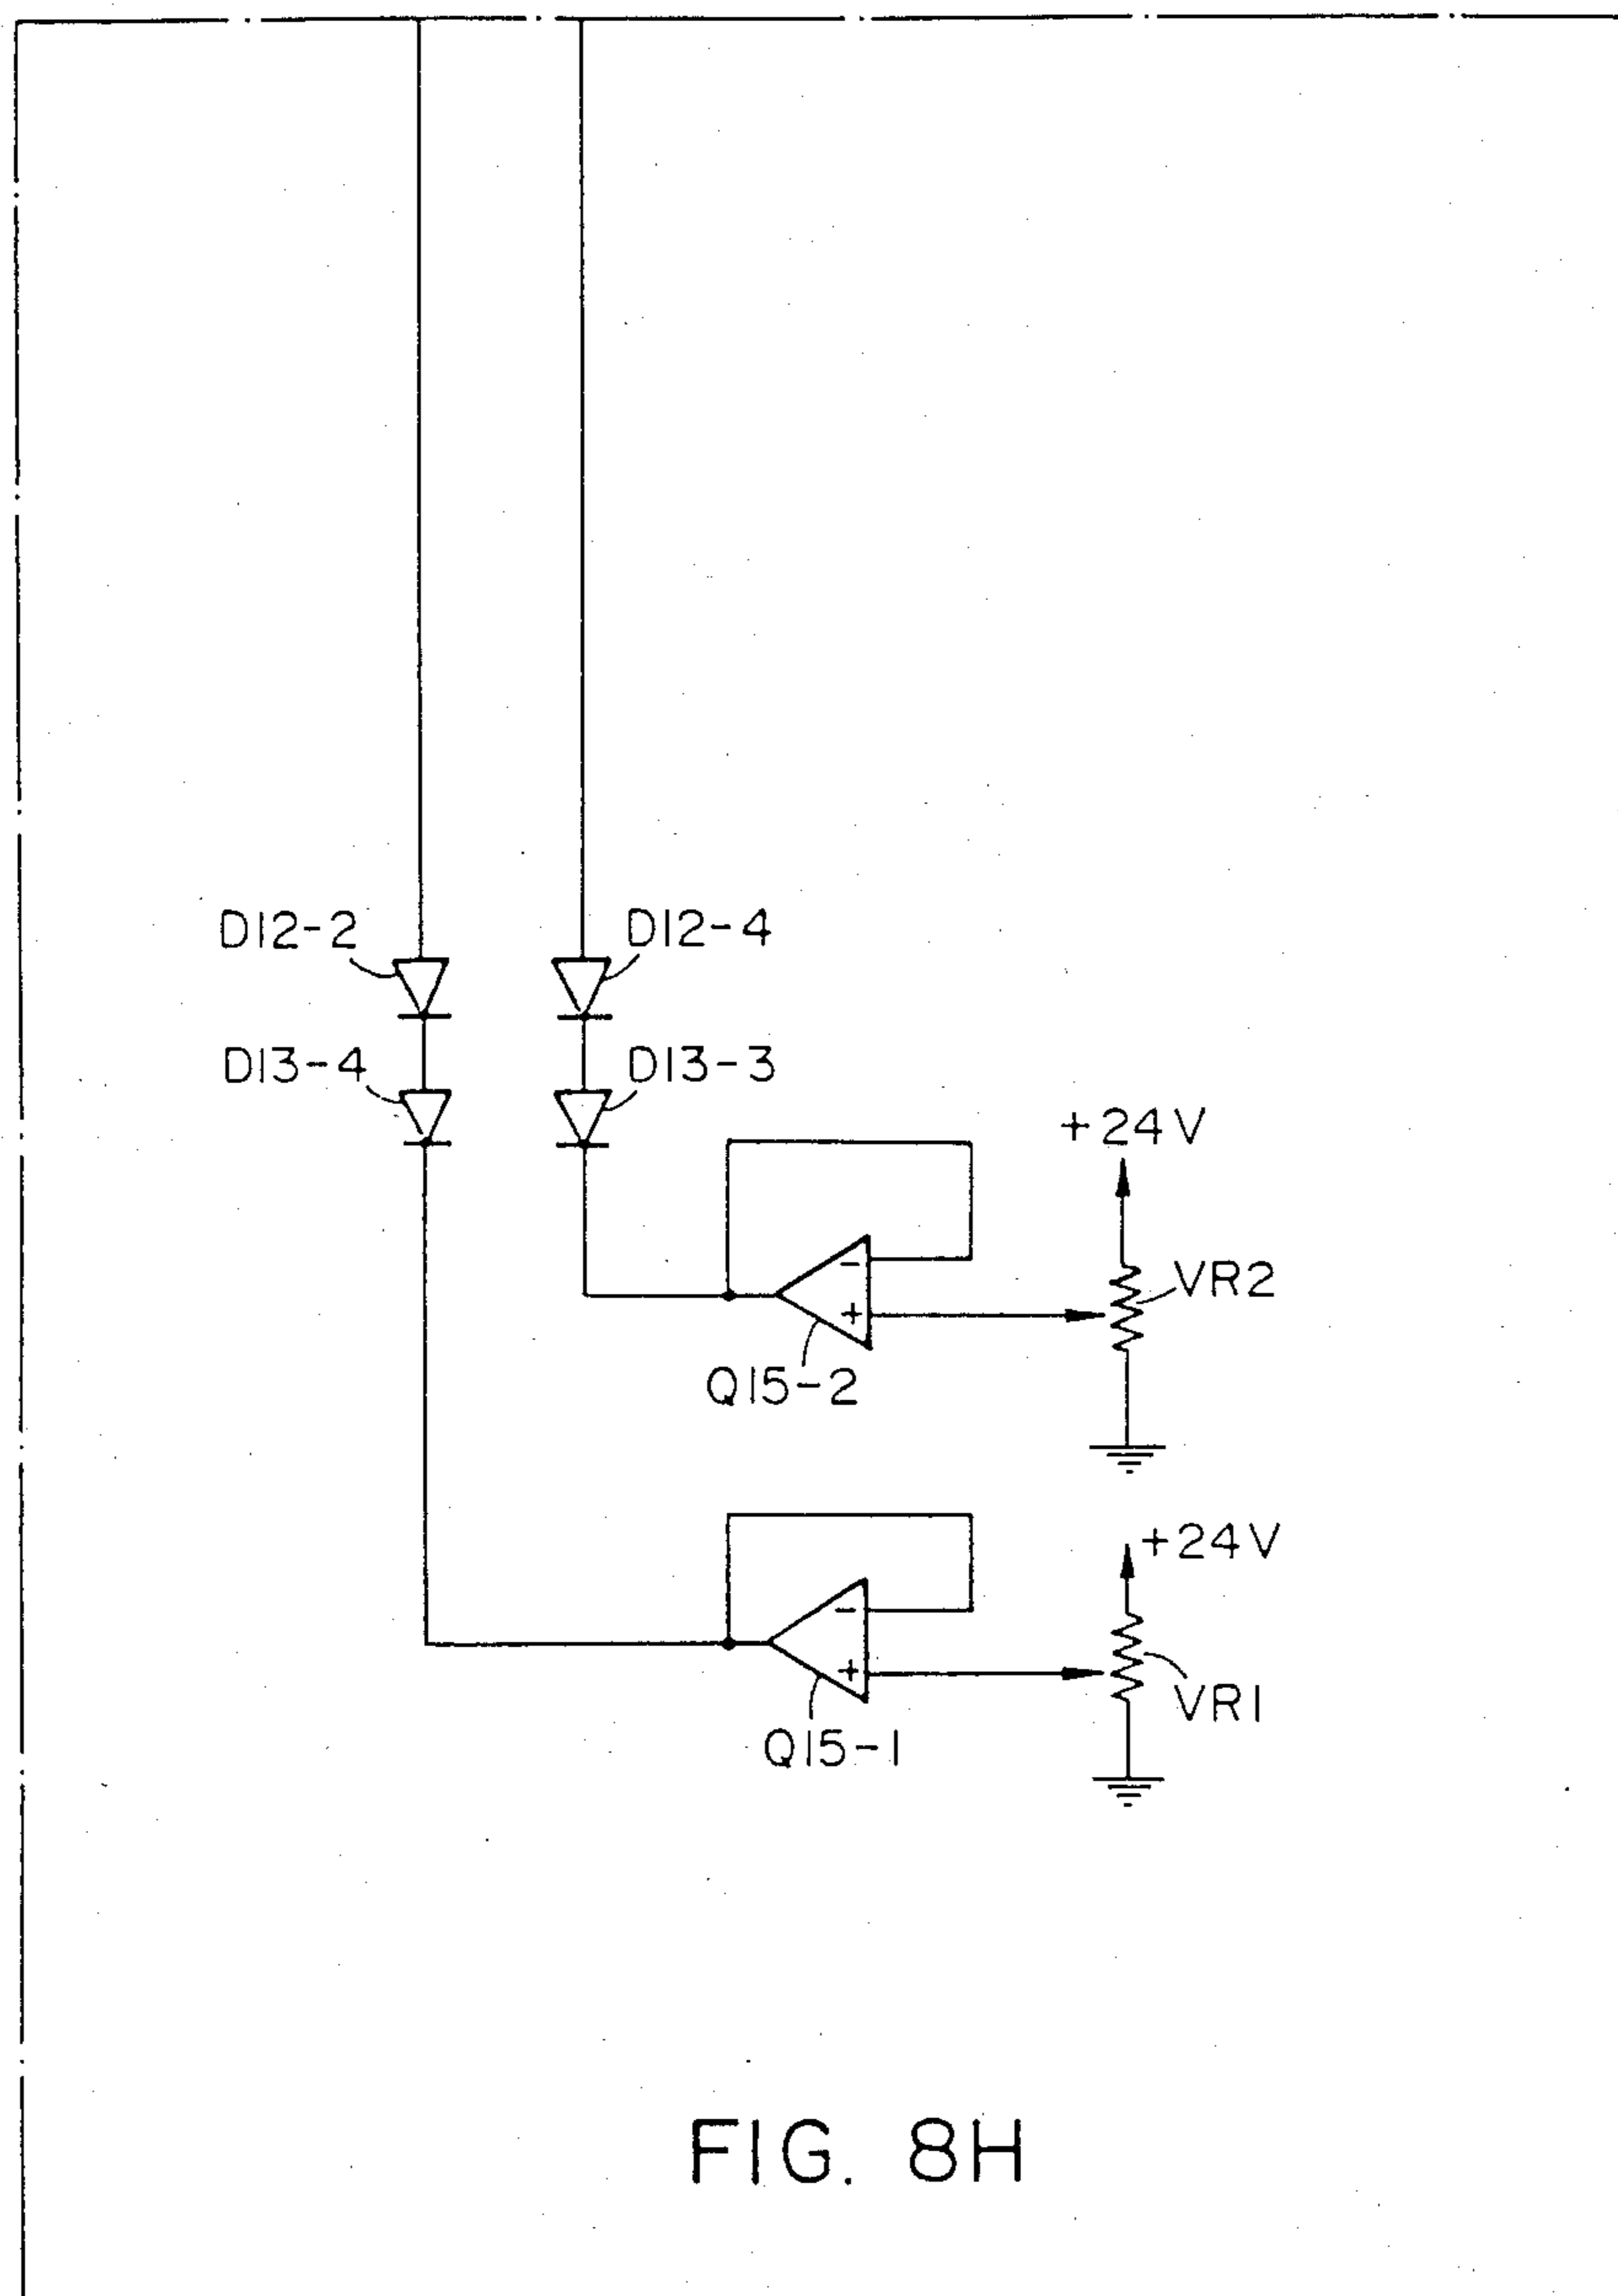 D12-2
D12-4
D13-4
D13-3
+24V
-
+
VR2
Q15-2
+24V
-
+
VR1
Q15-1
FIG. 8H